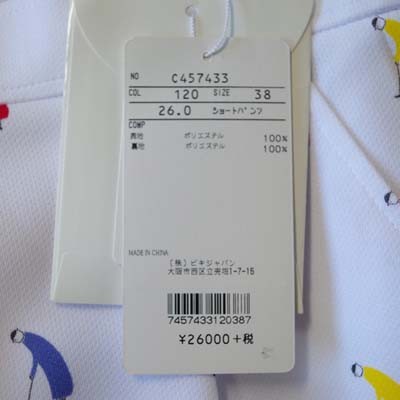 NO C457433
COL 120 SIZE 38
26.0 ショートパンツ
COMP
表地 ポリエステル 100%
裏地 ポリエステル 100%
MADE IN CHINA
(株)ビキジャパン
大阪市西区立売堀1-7-15
7457433120387
¥26000+税